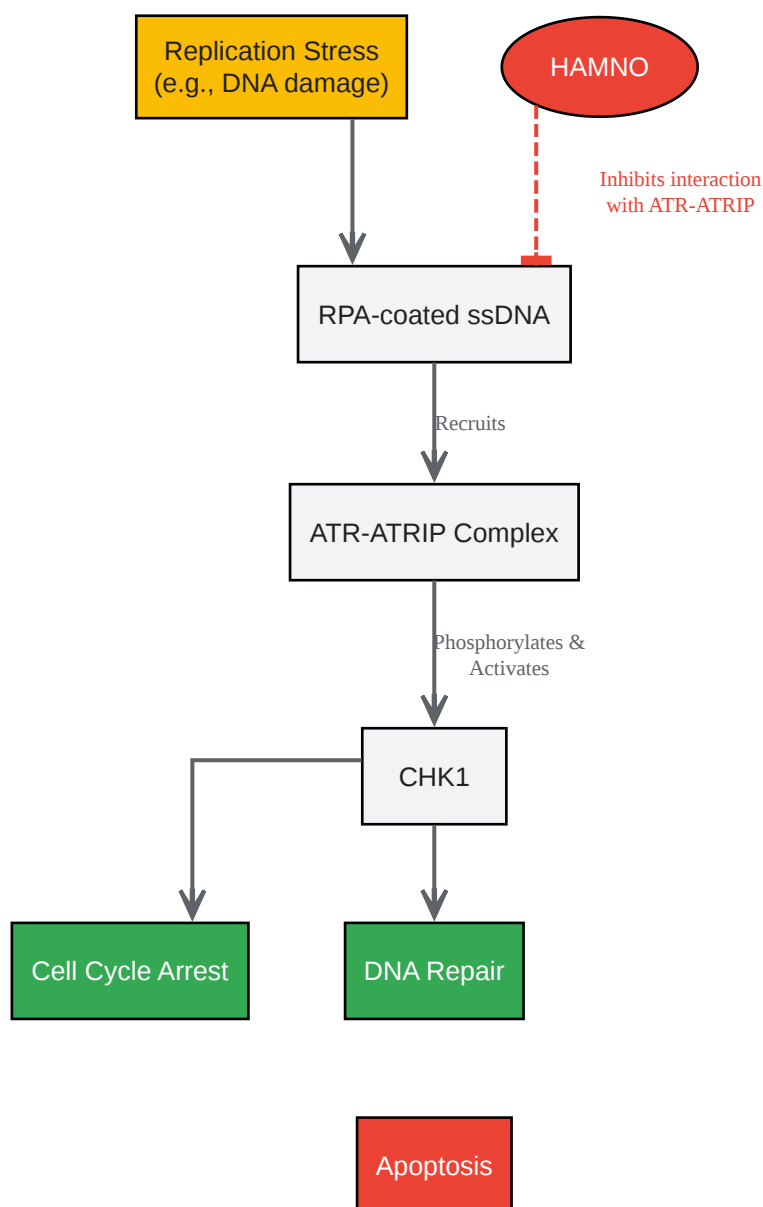 Replication Stress
(e.g., DNA damage)
HAMNO
Inhibits interaction
with ATR-ATRIP
RPA-coated ssDNA
Recruits
ATR-ATRIP Complex
Phosphorylates &
Activates
CHK1
Cell Cycle Arrest
DNA Repair
Apoptosis